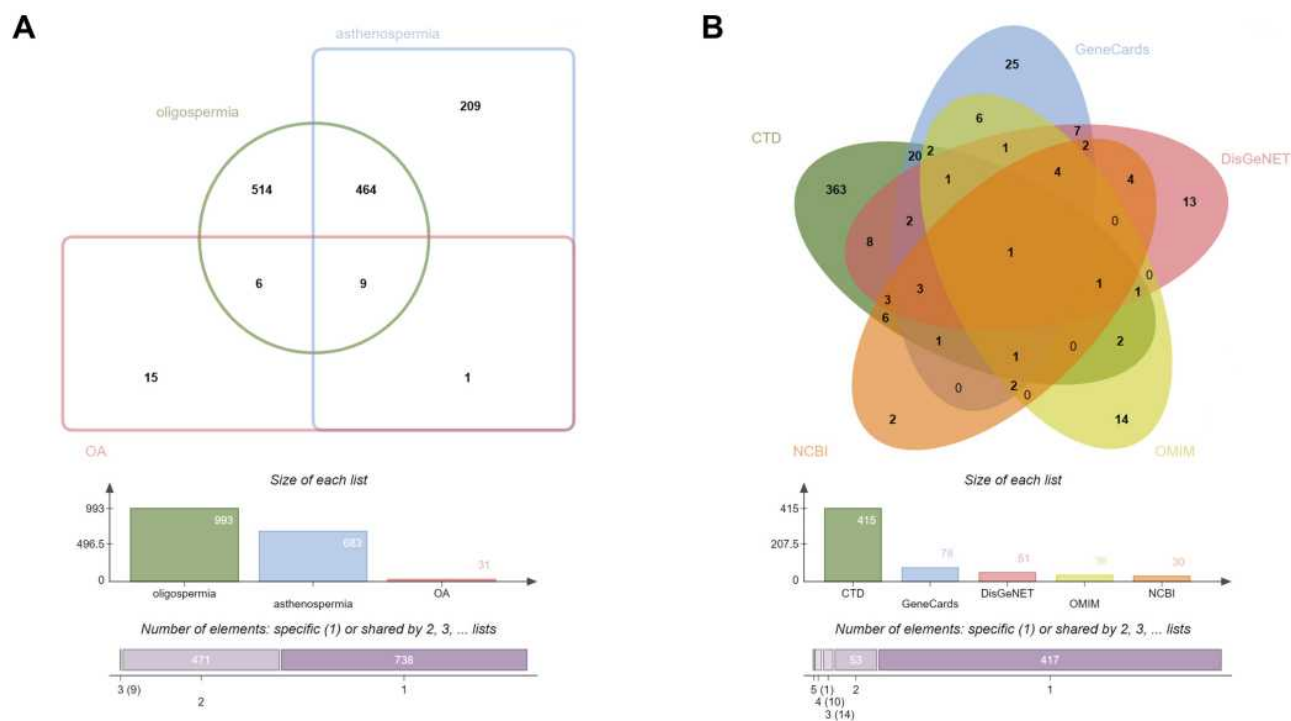 A
asthenospermia
209
oligospermia
514
464
6
9
15
1
OA
Size of each list
993
993
683
496.5
31
0
oligospermia
asthenospermia
OA
Number of elements: specific (1) or shared by 2, 3, ... lists
471
738
3 (9)
2
1
B
GeneCards
25
6
7
CTD
20
2
1
2
DisGeNET
363
1
4
4
13
2
0
8
1
0
3
3
1
1
6
1
1
0
2
0
2
0
2
14
NCBI
OMIM
Size of each list
415
415
207.5
78
51
30
0
CTD
GeneCards
DisGeNET
OMIM
NCBI
Number of elements: specific (1) or shared by 2, 3, ... lists
53
417
5 (1)
2
1
4 (10)
3 (14)